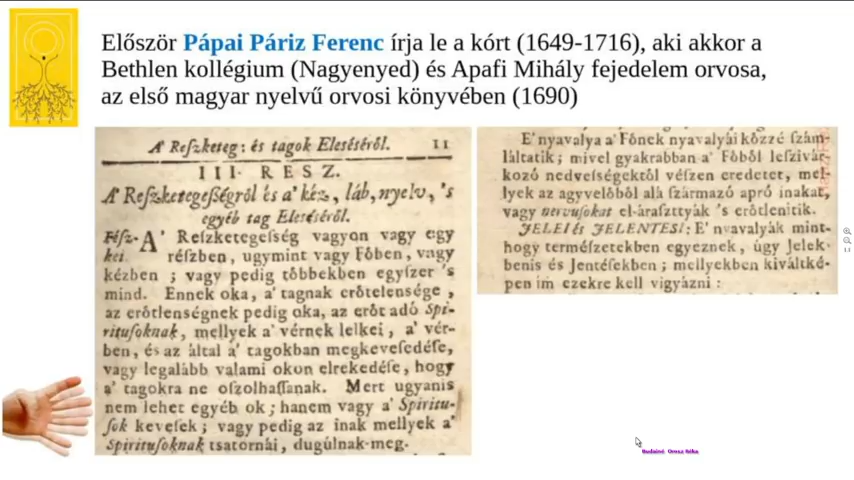 Először Pápai Páriz Ferenc írja le a kórt (1649-1716), aki akkor a
Bethlen kollégium (Nagyenyed) és Apafi Mihály fejedelem orvosa,
az első magyar nyelvű orvosi könyvében (1690)
A' Reſzketeg: és tagok Eleséséről. 11
III. RESZ.
A' Reſzketegeſségről és a' kéz, láb, nyelv, 's
egyéb tag Eleséséről.
A' Reſzketegeſség vagyon vagy egy
réſzben, ugymint vagy Főben, vagy
kézben ; vagy pedig többekben egyſzer 's
mind. Ennek oka, a' tagnak erőtelensége ,
az erőtlenségnek pedig oka, az erőt adó Spi-
rituſoknak, mellyek a' vérnek lelkei , a' vér-
ben, és az által a' tagokban megkeveſedéſe,
vagy legalább valami okon elrekedéſe, hogy
a' tagokra ne oſzolhaſſanak. Mert ugyanis
nem lehet egyéb ok ; hanem vagy a' Spiritu-
ſok keveſek ; vagy pedig az inak mellyek a'
Spirituſoknak tsatornái, dugúlnak-meg.
E' nyavalya a' Főnek nyavalyái közzé ſzám-
láltatik ; mivel gyakrabban a' Főből leſzivár-
kozó nedveſségektől véſzen eredetet, mel-
lyek az agyvelőből alá ſzármazó apró inakat,
vagy nervusokat el-áraſzttyák 's erőtlenitik.
JELEI és JELENTESI: E' nyavalyák mint-
hogy terméſzetekben egyeznek, úgy Jelek-
benis és Jentéſekben ; mellyekben kiváltké-
pen im ezekre kell vigyázni :